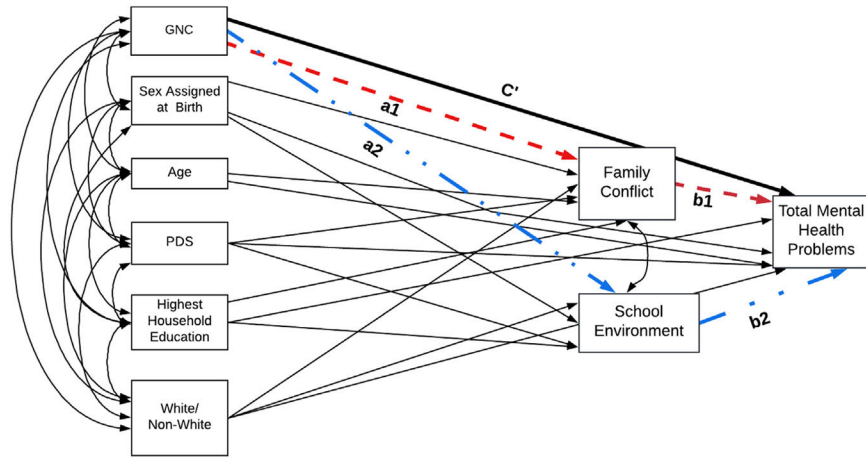 GNC
C'
Sex Assigned
at Birth
a1
a2
Family
Conflict
Age
b1
Total Mental
Health
Problems
PDS
Highest
Household
Education
School
Environment
b2
White/
Non-White